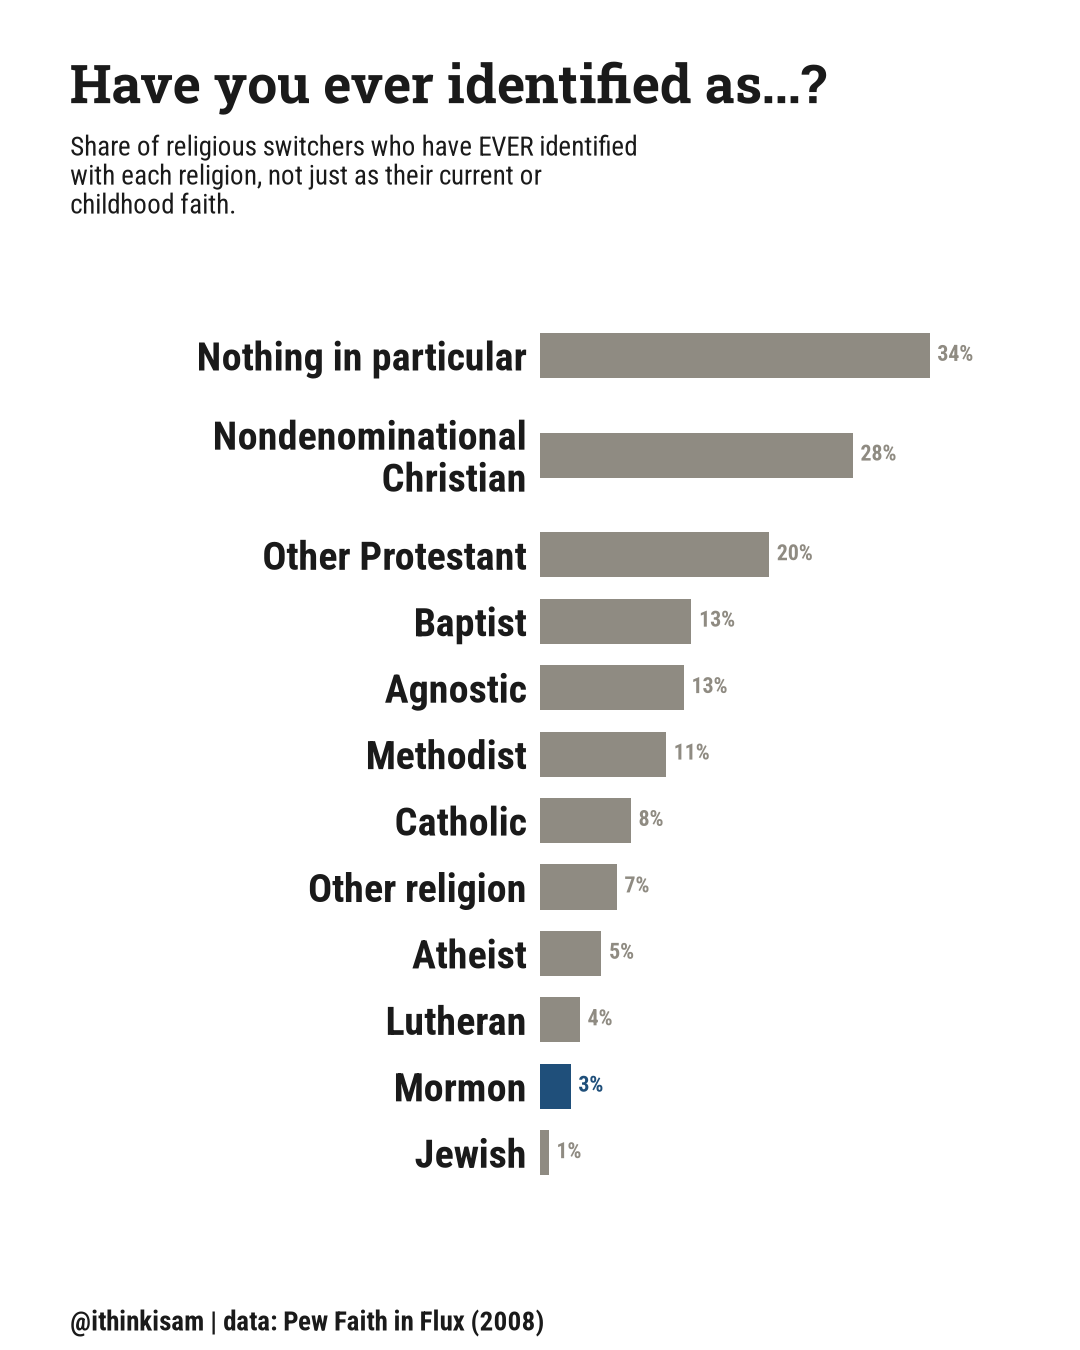 Have you ever identified as...?
Share of religious switchers who have EVER identified
with each religion, not just as their current or
childhood faith.
Nothing in particular 34%
Nondenominational
Christian 28%
Other Protestant 20%
Baptist 13%
Agnostic 13%
Methodist 11%
Catholic 8%
Other religion 7%
Atheist 5%
Lutheran 4%
Mormon 3%
Jewish 1%
@ithinkisam | data: Pew Faith in Flux (2008)